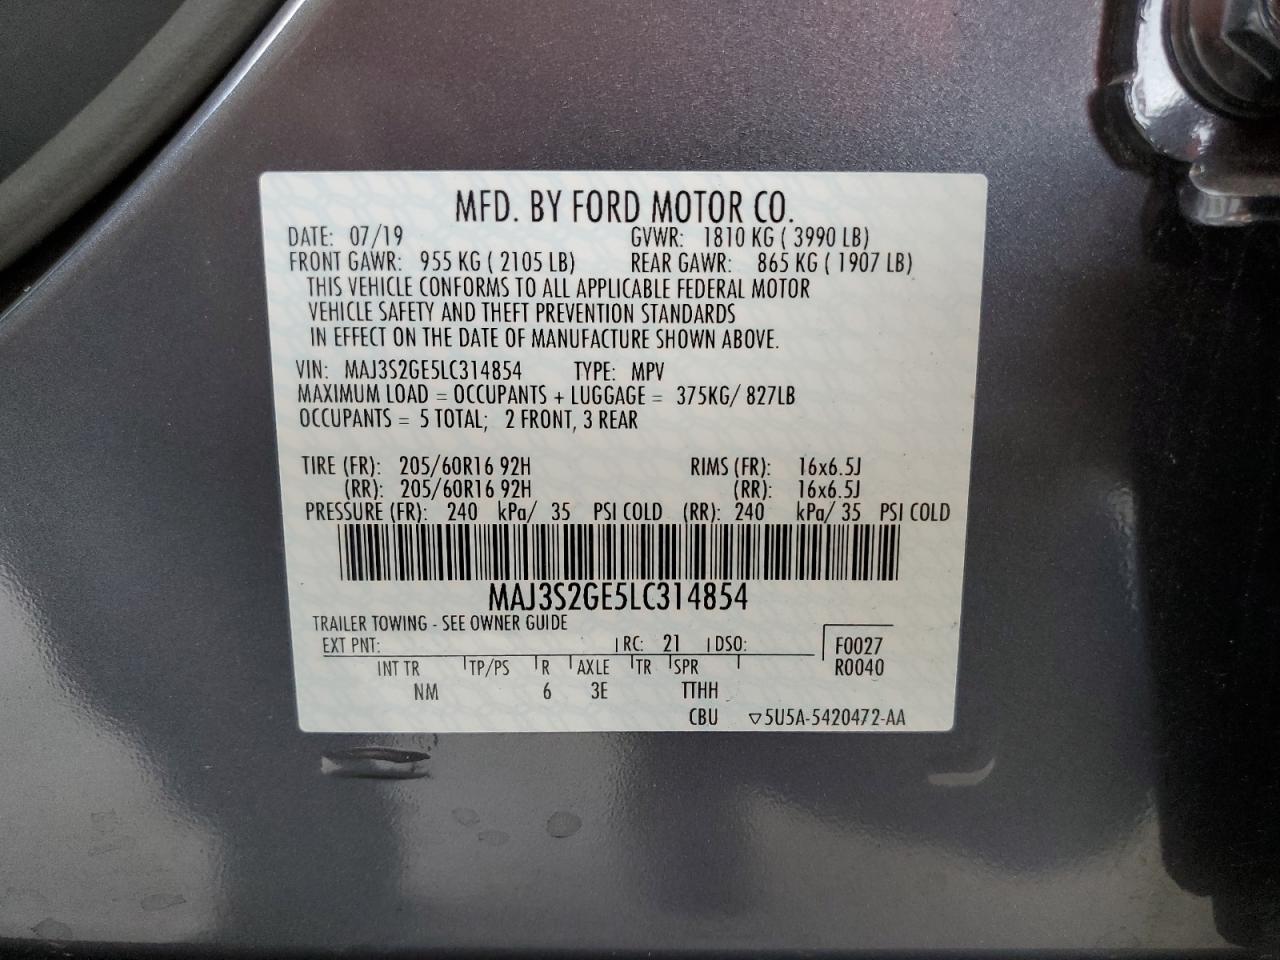 MFD. BY FORD MOTOR CO.
DATE: 07/19 GVWR: 1810 KG ( 3990 LB)
FRONT GAWR: 955 KG ( 2105 LB) REAR GAWR: 865 KG ( 1907 LB)
THIS VEHICLE CONFORMS TO ALL APPLICABLE FEDERAL MOTOR
VEHICLE SAFETY AND THEFT PREVENTION STANDARDS
IN EFFECT ON THE DATE OF MANUFACTURE SHOWN ABOVE.
VIN: MAJ3S2GE5LC314854 TYPE: MPV
MAXIMUM LOAD = OCCUPANTS + LUGGAGE = 375KG/ 827LB
OCCUPANTS = 5 TOTAL; 2 FRONT, 3 REAR
TIRE (FR): 205/60R16 92H RIMS (FR): 16x6.5J
(RR): 205/60R16 92H (RR): 16x6.5J
PRESSURE (FR): 240 kPa/ 35 PSI COLD (RR): 240 kPa/ 35 PSI COLD
MAJ3S2GE5LC314854
TRAILER TOWING - SEE OWNER GUIDE
EXT PNT: RC: 21 DSO: F0027
INT TR TP/PS R AXLE TR SPR R0040
NM 6 3E TTHH
CBU ▽5U5A-5420472-AA